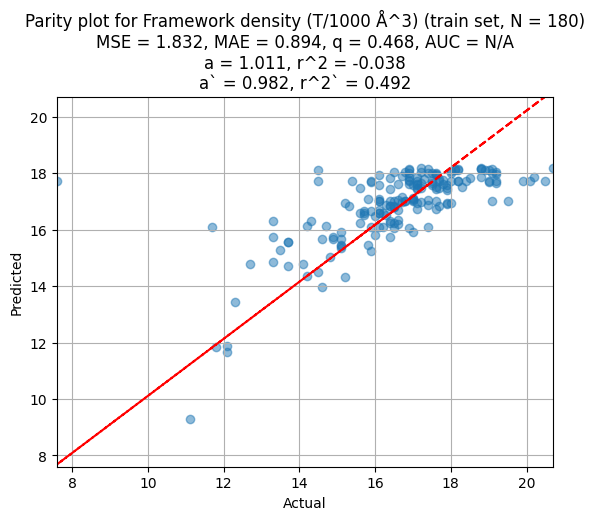 Parity plot for Framework density (T/1000 Å^3) (train set, N = 180)
MSE = 1.832, MAE = 0.894, q = 0.468, AUC = N/A
a = 1.011, r^2 = -0.038
a` = 0.982, r^2` = 0.492
20
18
16
14
12
10
8
Predicted
8 10 12 14 16 18 20
Actual